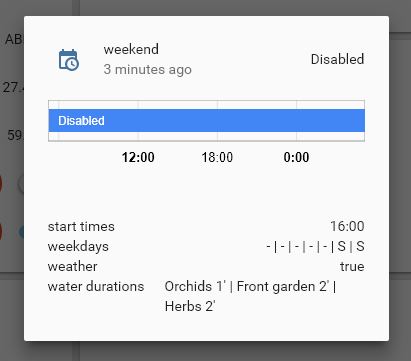 AB
27.
59.
weekend
3 minutes ago
Disabled
Disabled
12:00
18:00
0:00
start times
16:00
weekdays
- | - | - | - | - | S | S
weather
true
water durations
Orchids 1' | Front garden 2' |
Herbs 2'